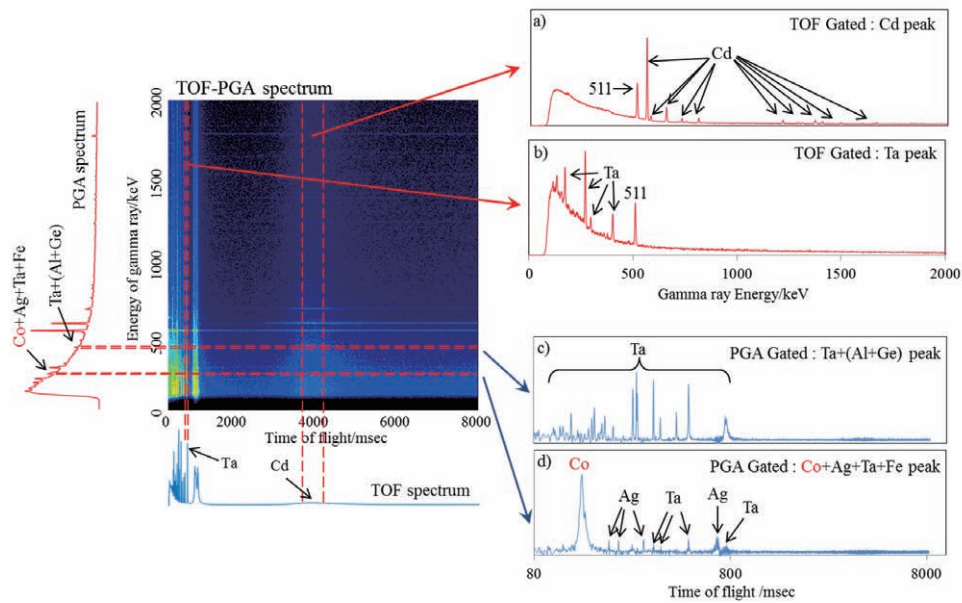 TOF-PGA spectrum
PGA spectrum
Co+Ag+Ta+Fe
Ta+(Al+Ge)
Energy of gamma ray/keV
2000
1500
1000
500
0
0 2000 4000 6000 8000
Time of flight/msec
Ta
Cd
TOF spectrum
a)
TOF Gated : Cd peak
Cd
511
b)
TOF Gated : Ta peak
Ta
511
0 500 1000 1500 2000
Gamma ray Energy/keV
c)
PGA Gated : Ta+(Al+Ge) peak
Ta
d)
PGA Gated : Co+Ag+Ta+Fe peak
Co
Ag
Ta
Ag
Ta
80 800 8000
Time of flight /msec